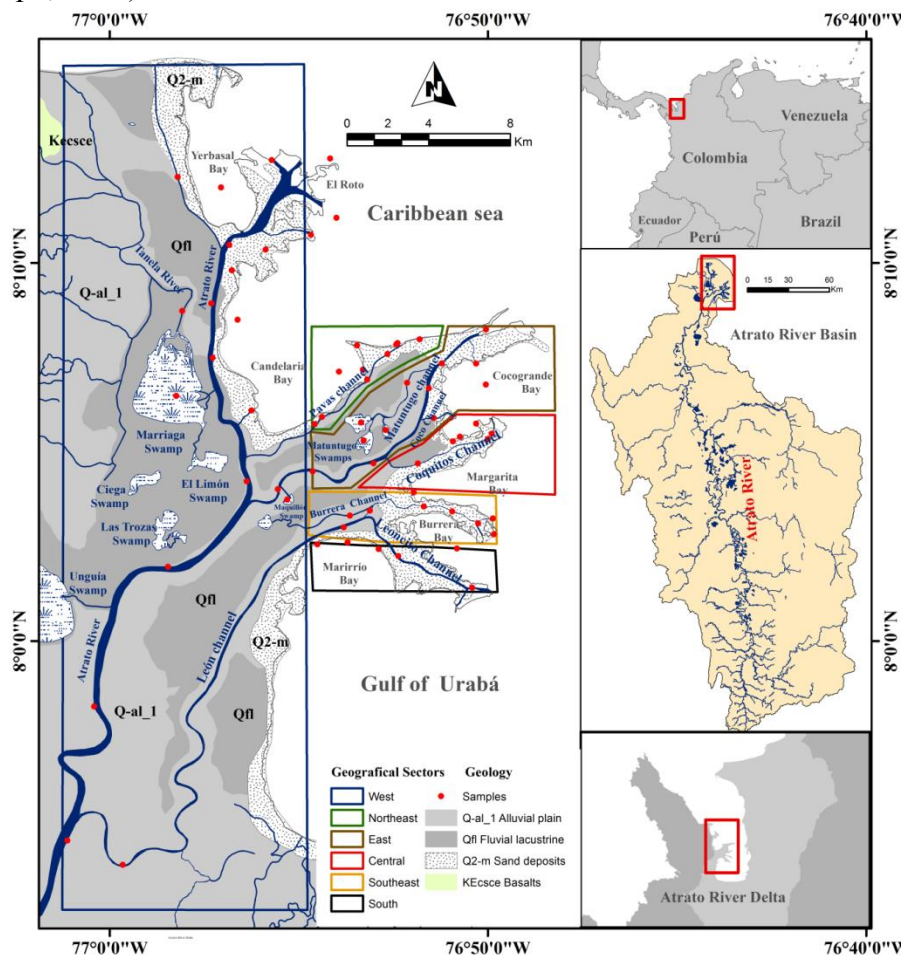 77°0'0"W
76°50'0"W
76°40'0"W
Q2-m
N
0 2 4 8
Km
Kecsce
Yerbasal
Bay
El Roto
Caribbean sea
Qfl
8°10'0"N
Tanela River
Atrato River
Q-al_1
Candelaria
Bay
Pavas channel
Matuntugo channel
Coco Channel
Cocogrande
Bay
Marriaga
Swamp
Matuntugo
Swamps
Cuquitos Channel
Margarita
Bay
Ciega
Swamp
El Limón
Swamp
Swamp
Burrera Channel
Las Trozas
Swamp
Burrera
Bay
Leoncito Channel
Unguía
Swamp
Marirrio
Bay
Qfl
Atrato River
León channel
8°0'0"N
Q2-m
Gulf of Urabá
Q-al_1
Qfl
Geografical Sectors
West
Northeast
East
Central
Southeast
South
Geology
Samples
Q-al_1 Alluvial plain
Qfl Fluvial lacustrine
Q2-m Sand deposits
KEcsce Basalts
Venezuela
Colombia
Ecuador
Perú
Brazil
8°10'0"N
0 15 30 60
Km
Atrato River Basin
Atrato River
8°0'0"N
Atrato River Delta
77°0'0"W
76°50'0"W
76°40'0"W